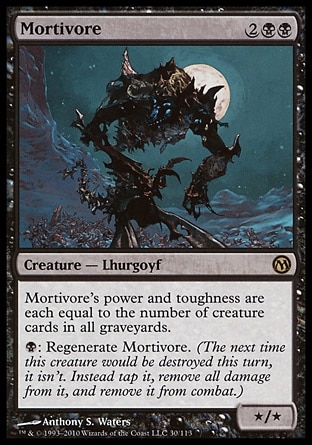 Mortivore 2
Creature — Lhurgoyf
Mortivore's power and toughness are
each equal to the number of creature
cards in all graveyards.
: Regenerate Mortivore. (The next time
this creature would be destroyed this turn,
it isn't. Instead tap it, remove all damage
from it, and remove it from combat.)
Anthony S. Waters
™ & © 1993–2010 Wizards of the Coast LLC 30/113
*/*